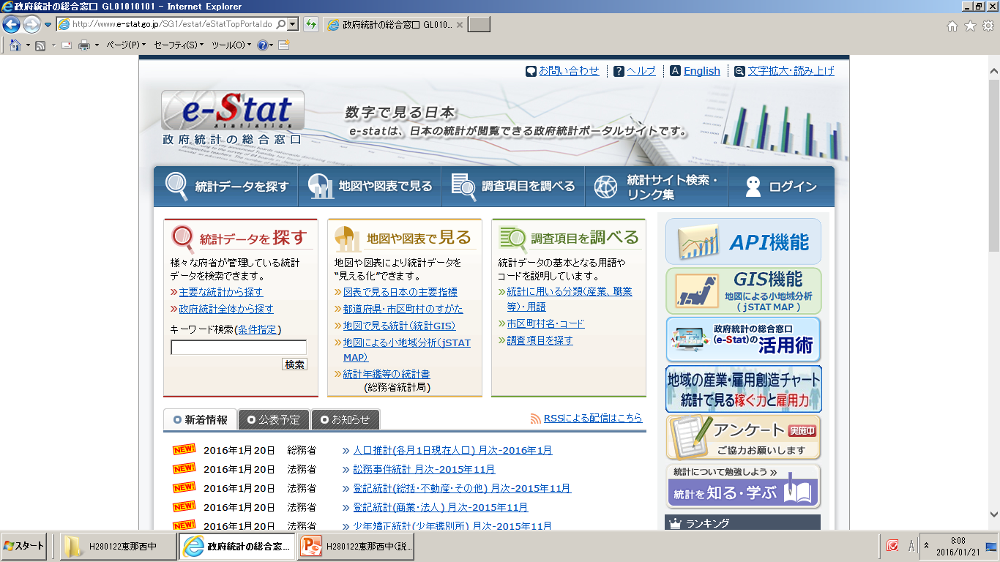 政府統計の総合窓口 GL01010101 - Internet Explorer
http://www.e-stat.go.jp/SG1/estat/eStatTopPortal.do
政府統計の総合窓口 GL010...
ページ(P) セーフティ(S) ツール(O)
お問い合わせ ヘルプ A English 文字拡大・読み上げ
e-Stat
Statistics
政府統計の総合窓口
数字で見る日本
e-statは、日本の統計が閲覧できる政府統計ポータルサイトです。
統計データを探す
地図や図表で見る
調査項目を調べる
統計サイト検索・
リンク集
ログイン
統計データを探す
様々な府省が管理している統計
データを検索できます。
主要な統計から探す
政府統計全体から探す
キーワード検索(条件指定)
検索
地図や図表で見る
地図や図表により統計データを
“見える化”できます。
図表で見る日本の主要指標
都道府県・市区町村のすがた
地図で見る統計(統計GIS)
地図による小地域分析(jSTAT
MAP)
統計年鑑等の統計書
(総務省統計局)
調査項目を調べる
統計データの基本となる用語や
コードを説明しています。
統計に用いる分類(産業、職業
等)・用語
市区町村名・コード
調査項目を探す
API機能
GIS機能
地図による小地域分析
( jSTAT MAP )
政府統計の総合窓口
(e-Stat)の活用術
地域の産業・雇用創造チャート
統計で見る稼ぐ力と雇用力
アンケート 実施中
ご協力お願いします
統計について勉強しよう »
統計を知る・学ぶ
ランキング
新着情報 公表予定 お知らせ
RSSによる配信はこちら
NEW! 2016年1月20日 総務省 » 人口推計(各月1日現在人口) 月次-2016年1月
NEW! 2016年1月20日 法務省 » 訟務事件統計 月次-2015年11月
NEW! 2016年1月20日 法務省 » 登記統計(総括・不動産・その他) 月次-2015年11月
NEW! 2016年1月20日 法務省 » 登記統計(商業・法人) 月次-2015年11月
NEW! 2016年1月20日 法務省 » 少年矯正統計(少年鑑別所) 月次-2015年11月
スタート
H280122恵那西中
政府統計の総合窓...
H280122恵那西中(説...
A
8:08
2016/01/21